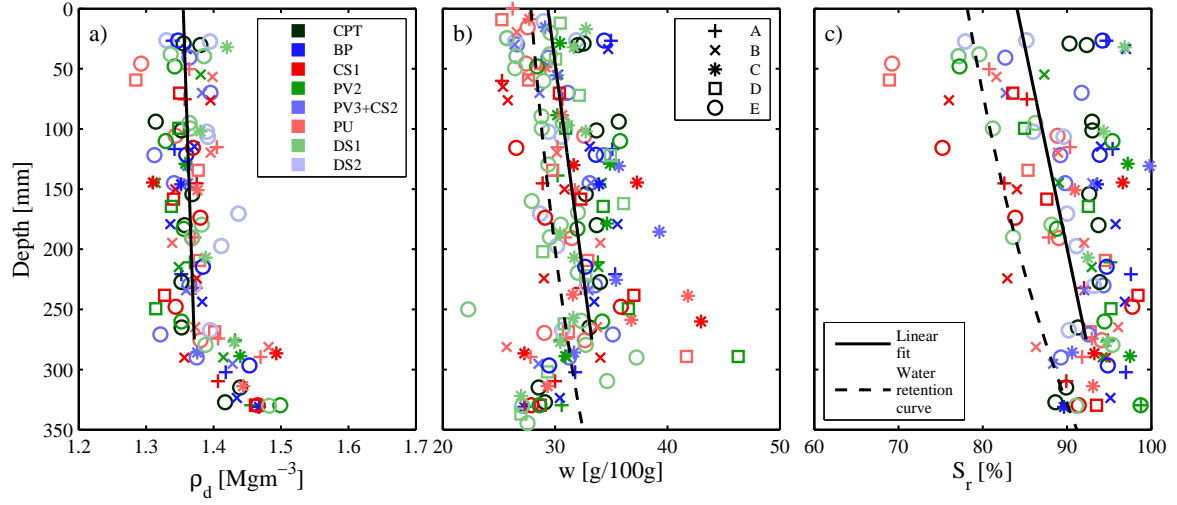 a)
CPT
BP
CS1
PV2
PV3+CS2
PU
DS1
DS2
b)
A
B
C
D
E
c)
Linear
fit
Water
retention
curve
Depth [mm]
0
50
100
150
200
250
300
350
1.2
1.3
1.4
1.5
1.6
1.7
ρd [Mgm−3]
20
30
40
50
w [g/100g]
60
70
80
90
100
Sr [%]